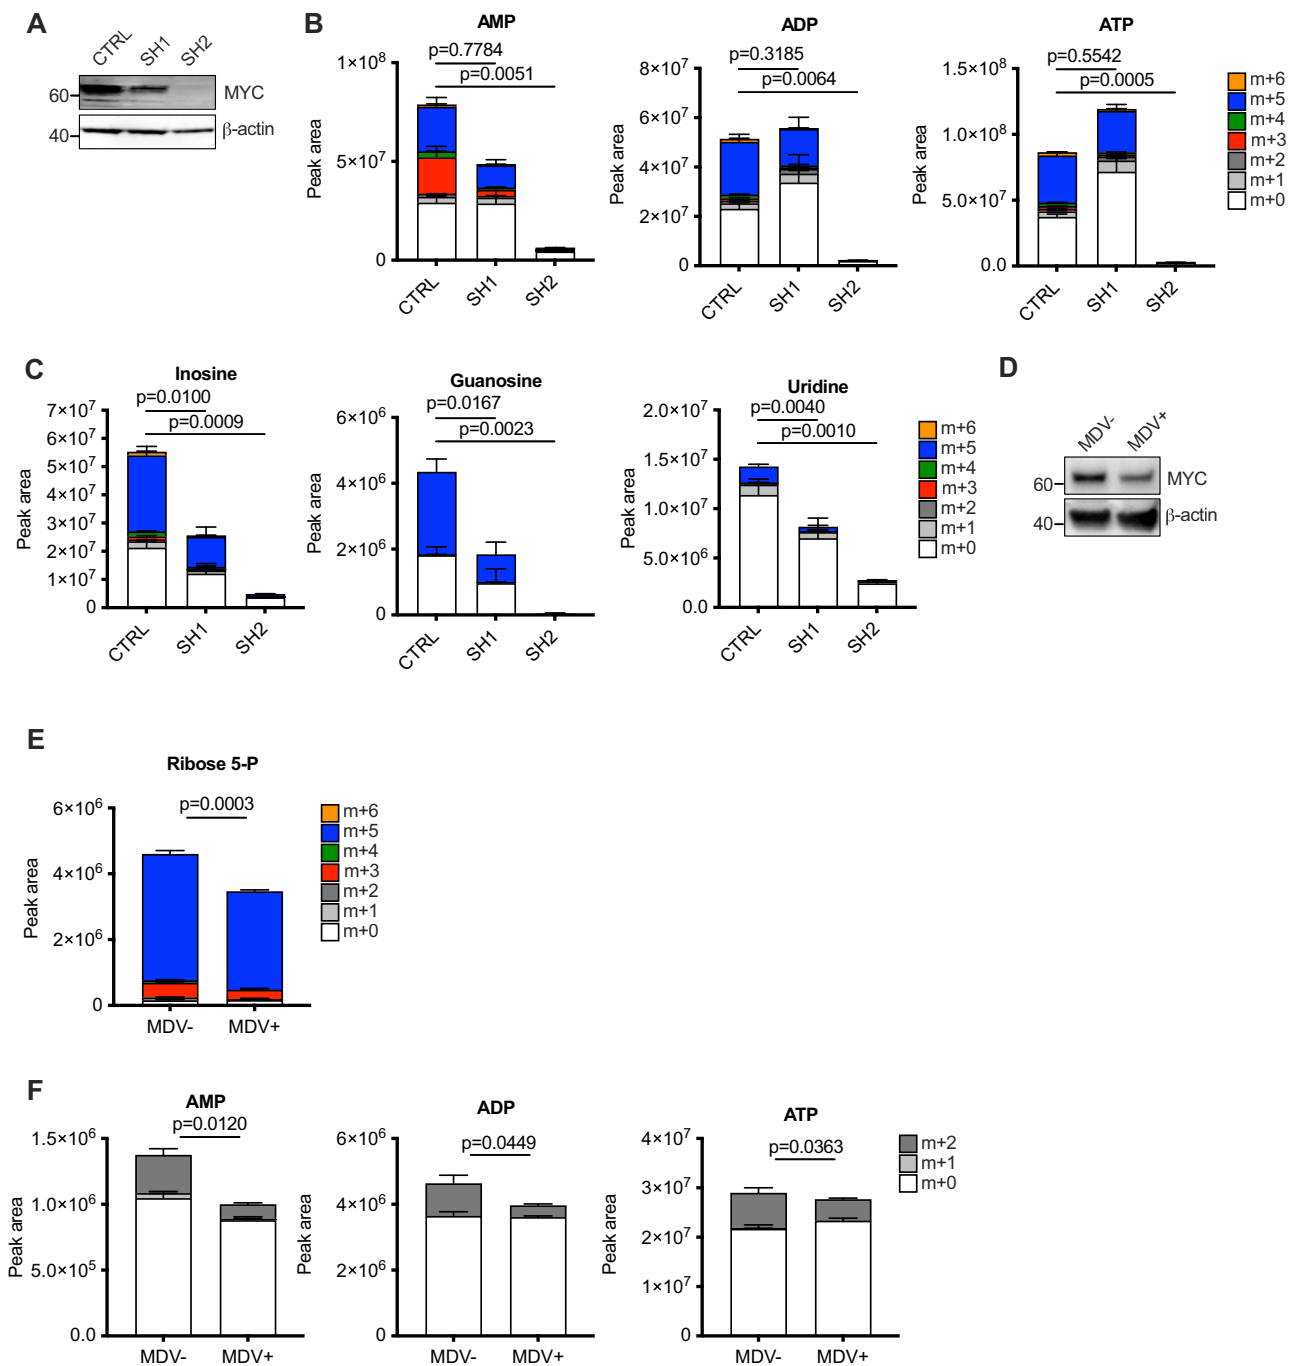 A
CTRL
SH1
SH2
60
MYC
40
β-actin
B
AMP
p=0.7784
p=0.0051
Peak area
1×10⁸
5×10⁷
0
CTRL
SH1
SH2
ADP
p=0.3185
p=0.0064
Peak area
8×10⁷
6×10⁷
4×10⁷
2×10⁷
0
CTRL
SH1
SH2
ATP
p=0.5542
p=0.0005
Peak area
1.5×10⁸
1.0×10⁸
5.0×10⁷
0.0
CTRL
SH1
SH2
m+6
m+5
m+4
m+3
m+2
m+1
m+0
C
Inosine
p=0.0100
p=0.0009
Peak area
7×10⁷
6×10⁷
5×10⁷
4×10⁷
3×10⁷
2×10⁷
1×10⁷
0
CTRL
SH1
SH2
Guanosine
p=0.0167
p=0.0023
Peak area
6×10⁶
4×10⁶
2×10⁶
0
CTRL
SH1
SH2
Uridine
p=0.0040
p=0.0010
Peak area
2.0×10⁷
1.5×10⁷
1.0×10⁷
5.0×10⁶
0.0
CTRL
SH1
SH2
m+6
m+5
m+4
m+3
m+2
m+1
m+0
D
MDV-
MDV+
60
MYC
40
β-actin
E
Ribose 5-P
p=0.0003
Peak area
6×10⁶
4×10⁶
2×10⁶
0
MDV-
MDV+
m+6
m+5
m+4
m+3
m+2
m+1
m+0
F
AMP
p=0.0120
Peak area
1.5×10⁶
1.0×10⁶
5.0×10⁵
0.0
MDV-
MDV+
ADP
p=0.0449
Peak area
6×10⁶
4×10⁶
2×10⁶
0
MDV-
MDV+
ATP
p=0.0363
Peak area
4×10⁷
3×10⁷
2×10⁷
1×10⁷
0
MDV-
MDV+
m+2
m+1
m+0